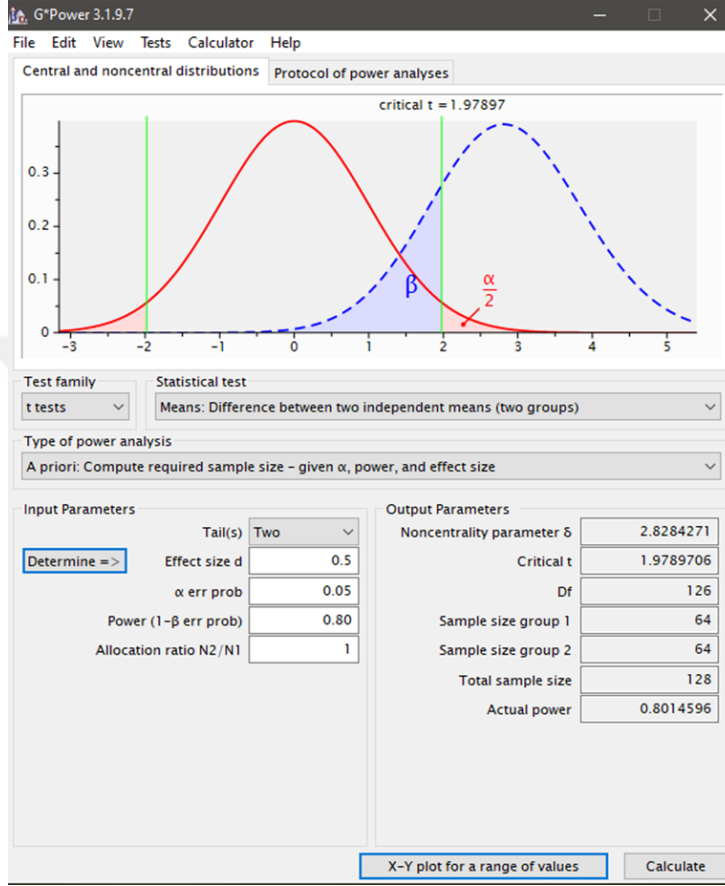 G*Power 3.1.9.7
File Edit View Tests Calculator Help
Central and noncentral distributions Protocol of power analyses
critical t = 1.97897
0.3
0.2
0.1
0
β
α
2
-3 -2 -1 0 1 2 3 4 5
Test family Statistical test
t tests Means: Difference between two independent means (two groups)
Type of power analysis
A priori: Compute required sample size – given α, power, and effect size
Input Parameters
Tail(s) Two
Determine => Effect size d 0.5
α err prob 0.05
Power (1-β err prob) 0.80
Allocation ratio N2/N1 1
Output Parameters
Noncentrality parameter δ 2.8284271
Critical t 1.9789706
Df 126
Sample size group 1 64
Sample size group 2 64
Total sample size 128
Actual power 0.8014596
X-Y plot for a range of values Calculate